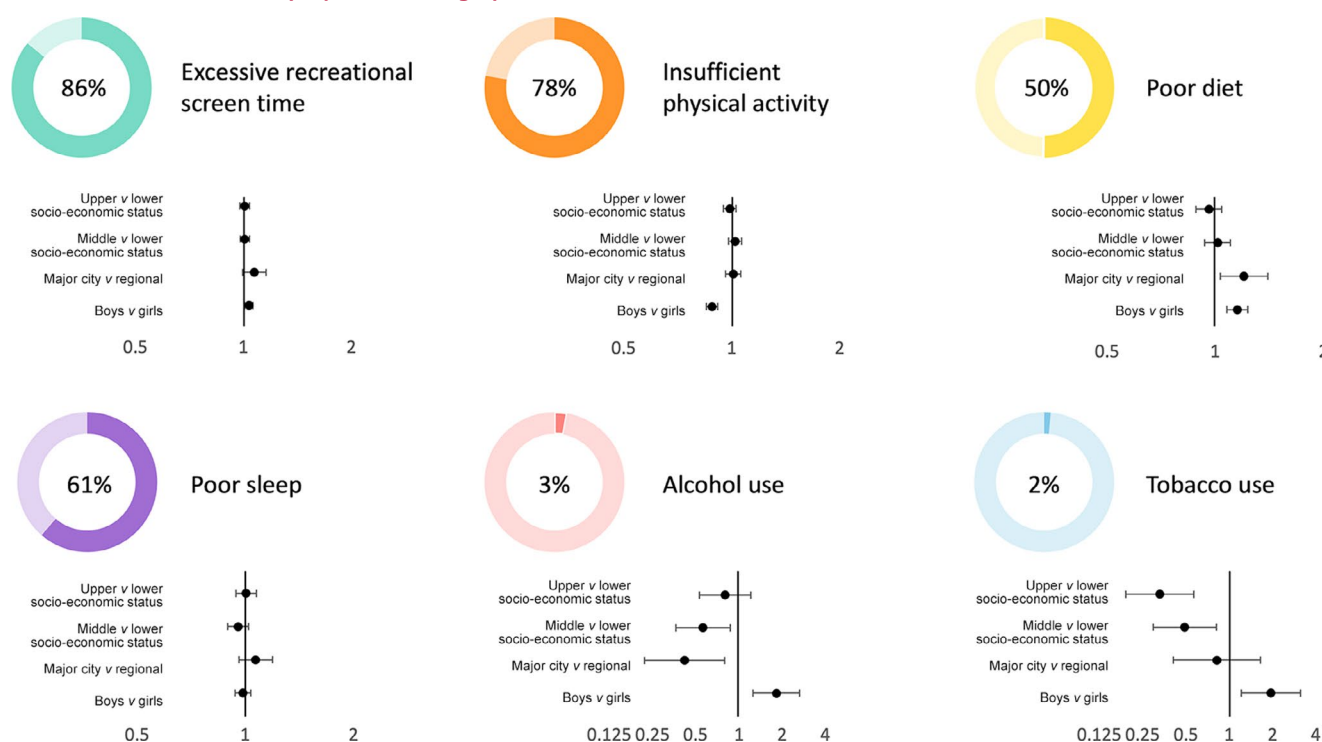 86%
Excessive recreational
screen time
Upper v lower
socio-economic status
Middle v lower
socio-economic status
Major city v regional
Boys v girls
0.5 1 2
78%
Insufficient
physical activity
Upper v lower
socio-economic status
Middle v lower
socio-economic status
Major city v regional
Boys v girls
0.5 1 2
50%
Poor diet
Upper v lower
socio-economic status
Middle v lower
socio-economic status
Major city v regional
Boys v girls
0.5 1 2
61%
Poor sleep
Upper v lower
socio-economic status
Middle v lower
socio-economic status
Major city v regional
Boys v girls
0.5 1 2
3%
Alcohol use
Upper v lower
socio-economic status
Middle v lower
socio-economic status
Major city v regional
Boys v girls
0.125 0.25 0.5 1 2 4
2%
Tobacco use
Upper v lower
socio-economic status
Middle v lower
socio-economic status
Major city v regional
Boys v girls
0.125 0.25 0.5 1 2 4